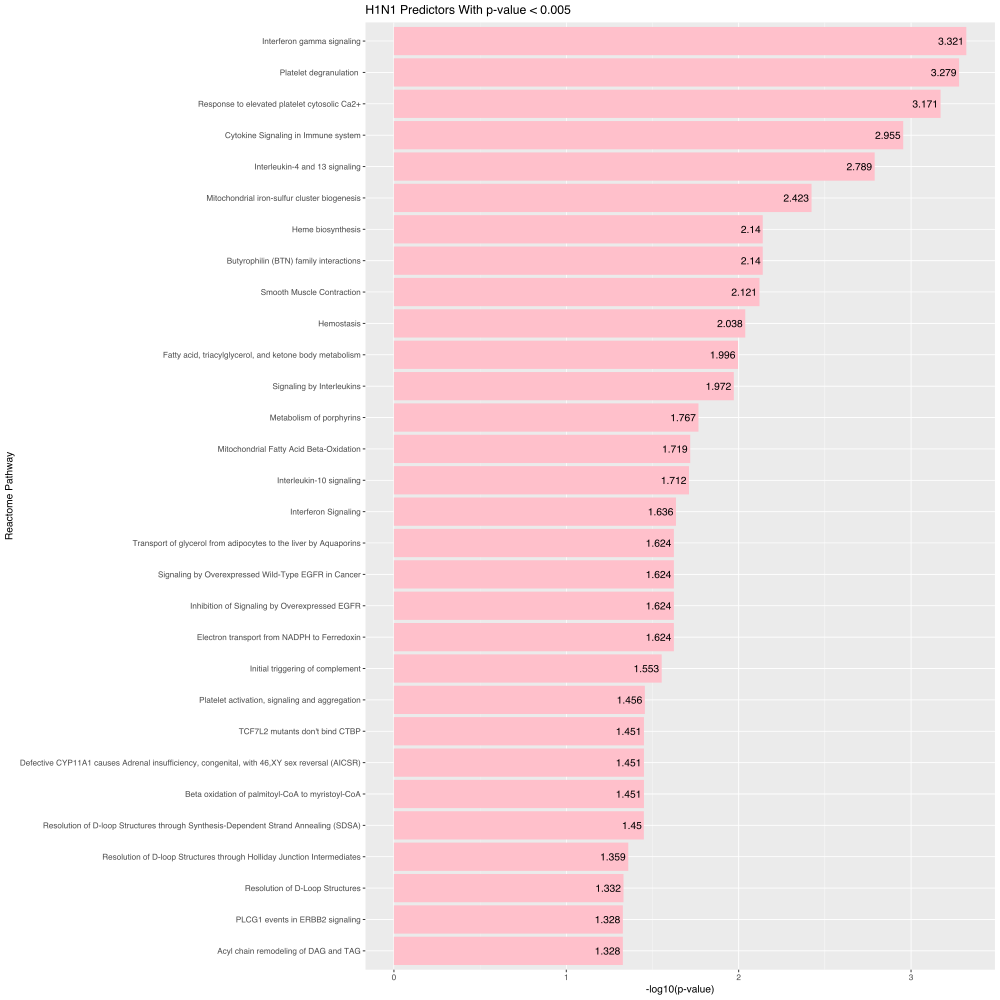 H1N1 Predictors With p-value < 0.005
Reactome Pathway
Interferon gamma signaling 3.321
Platelet degranulation 3.279
Response to elevated platelet cytosolic Ca2+ 3.171
Cytokine Signaling in Immune system 2.955
Interleukin-4 and 13 signaling 2.789
Mitochondrial iron-sulfur cluster biogenesis 2.423
Heme biosynthesis 2.14
Butyrophilin (BTN) family interactions 2.14
Smooth Muscle Contraction 2.121
Hemostasis 2.038
Fatty acid, triacylglycerol, and ketone body metabolism 1.996
Signaling by Interleukins 1.972
Metabolism of porphyrins 1.767
Mitochondrial Fatty Acid Beta-Oxidation 1.719
Interleukin-10 signaling 1.712
Interferon Signaling 1.636
Transport of glycerol from adipocytes to the liver by Aquaporins 1.624
Signaling by Overexpressed Wild-Type EGFR in Cancer 1.624
Inhibition of Signaling by Overexpressed EGFR 1.624
Electron transport from NADPH to Ferredoxin 1.624
Initial triggering of complement 1.553
Platelet activation, signaling and aggregation 1.456
TCF7L2 mutants don't bind CTBP 1.451
Defective CYP11A1 causes Adrenal insufficiency, congenital, with 46,XY sex reversal (AICSR) 1.451
Beta oxidation of palmitoyl-CoA to myristoyl-CoA 1.451
Resolution of D-loop Structures through Synthesis-Dependent Strand Annealing (SDSA) 1.45
Resolution of D-loop Structures through Holliday Junction Intermediates 1.359
Resolution of D-Loop Structures 1.332
PLCG1 events in ERBB2 signaling 1.328
Acyl chain remodeling of DAG and TAG 1.328
0 1 2 3
-log10(p-value)